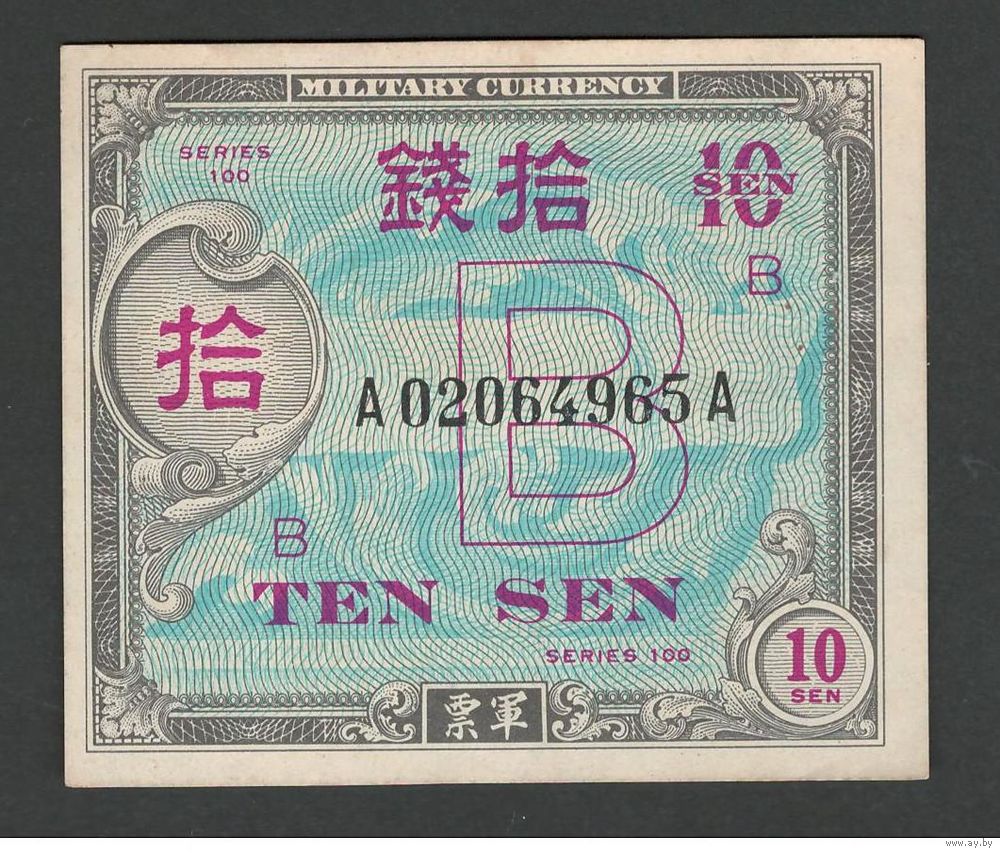 MILITARY CURRENCY
SERIES
100
錢拾
10
SEN
B
拾
B
A02064965A
B
TEN SEN
SERIES 100
10
SEN
票軍
www.ay.by